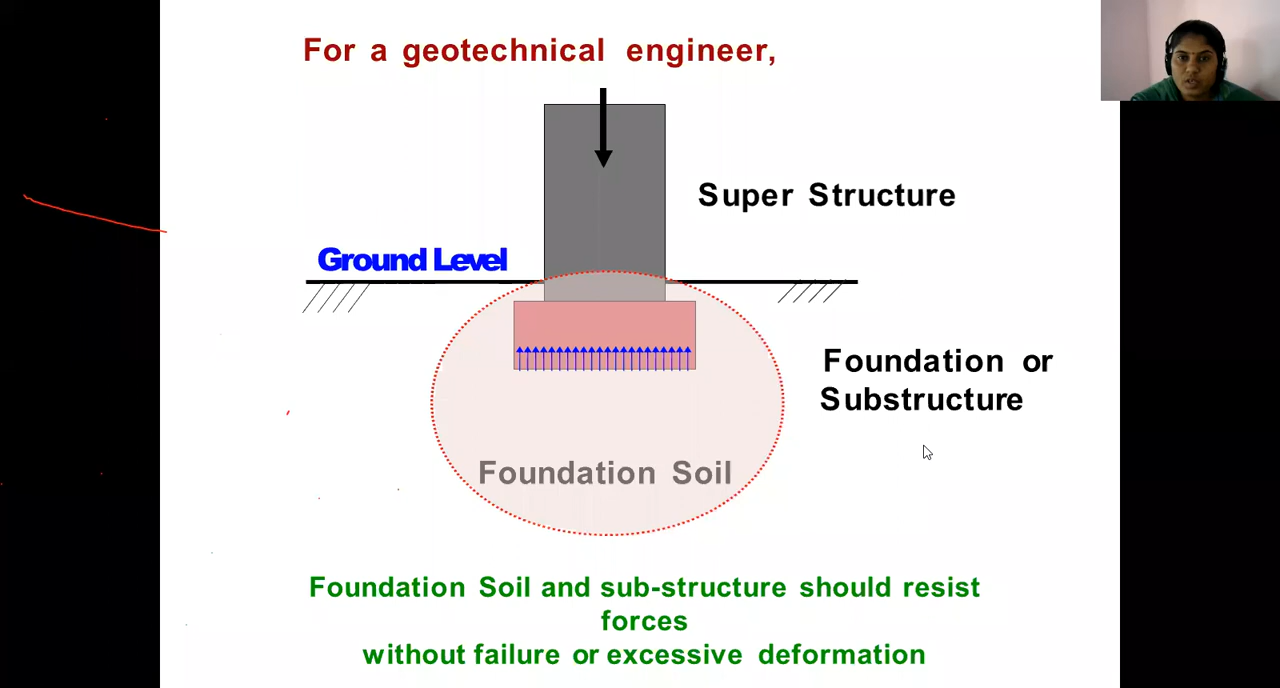 For a geotechnical engineer,
Super Structure
Ground Level
Foundation or
Substructure
Foundation Soil
Foundation Soil and sub-structure should resist
forces
without failure or excessive deformation